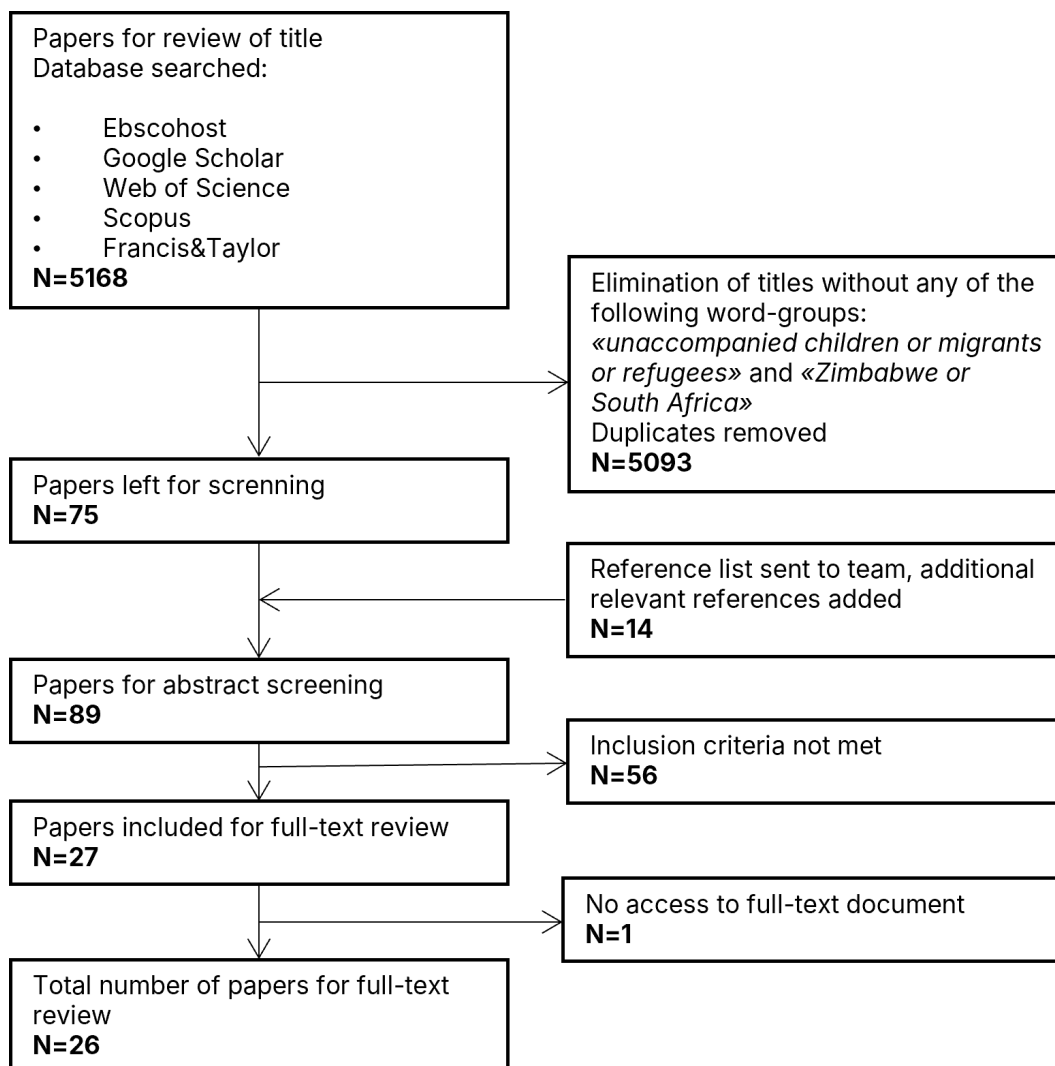 Papers for review of title
Database searched:
• Ebscohost
• Google Scholar
• Web of Science
• Scopus
• Francis&Taylor
N=5168
Elimination of titles without any of the
following word-groups:
«unaccompanied children or migrants
or refugees» and «Zimbabwe or
South Africa»
Duplicates removed
N=5093
Papers left for screnning
N=75
Reference list sent to team, additional
relevant references added
N=14
Papers for abstract screening
N=89
Inclusion criteria not met
N=56
Papers included for full-text review
N=27
No access to full-text document
N=1
Total number of papers for full-text
review
N=26